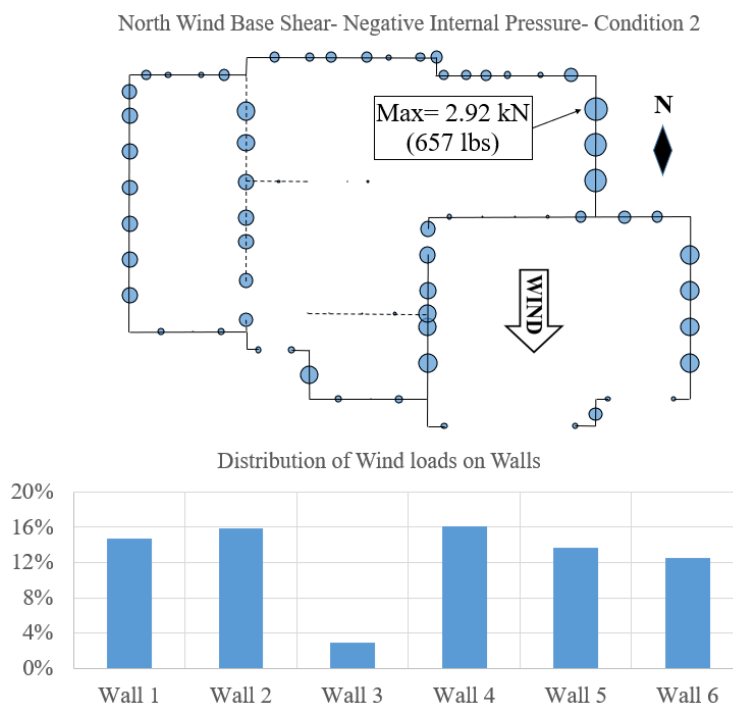 North Wind Base Shear- Negative Internal Pressure- Condition 2
Max= 2.92 kN
(657 lbs)
N
WIND
Distribution of Wind loads on Walls
20%
16%
12%
8%
4%
0%
Wall 1 Wall 2 Wall 3 Wall 4 Wall 5 Wall 6